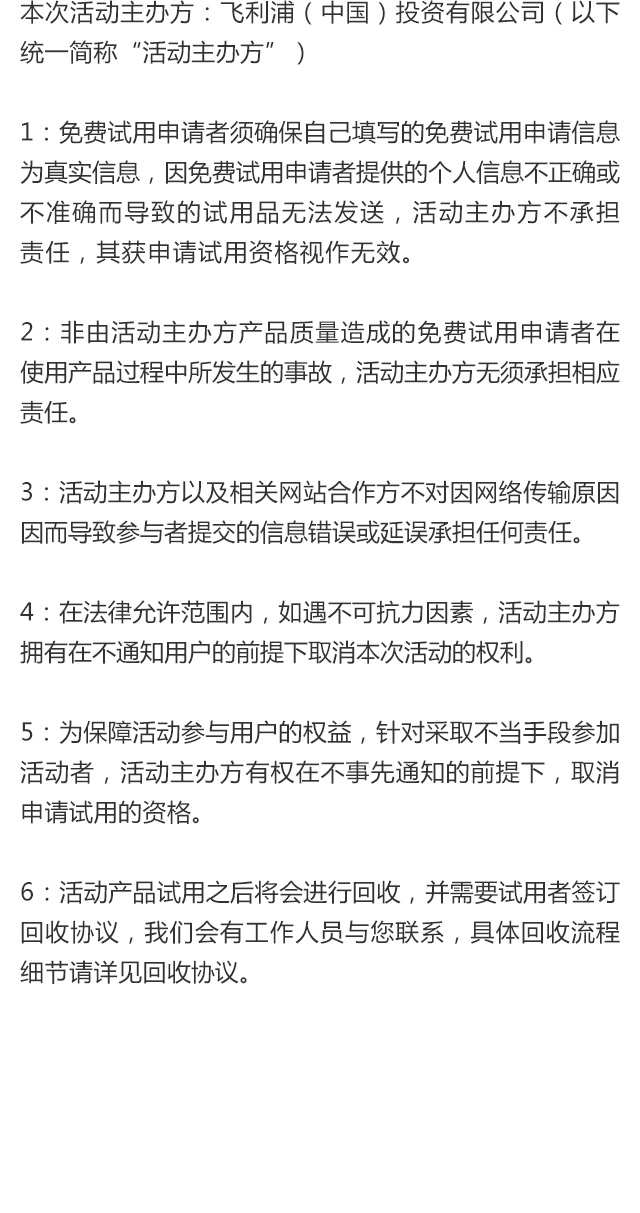 本次活动主办方：飞利浦（中国）投资有限公司（以下
统一简称“活动主办方”）
1：免费试用申请者须确保自己填写的免费试用申请信息
为真实信息，因免费试用申请者提供的个人信息不正确或
不准确而导致的试用品无法发送，活动主办方不承担
责任，其获申请试用资格视作无效。
2：非由活动主办方产品质量造成的免费试用申请者在
使用产品过程中所发生的事故，活动主办方无须承担相应
责任。
3：活动主办方以及相关网站合作方不对因网络传输原因
因而导致参与者提交的信息错误或延误承担任何责任。
4：在法律允许范围内，如遇不可抗力因素，活动主办方
拥有在不通知用户的前提下取消本次活动的权利。
5：为保障活动参与用户的权益，针对采取不当手段参加
活动者，活动主办方有权在不事先通知的前提下，取消
申请试用的资格。
6：活动产品试用之后将会进行回收，并需要试用者签订
回收协议，我们会有工作人员与您联系，具体回收流程
细节请详见回收协议。